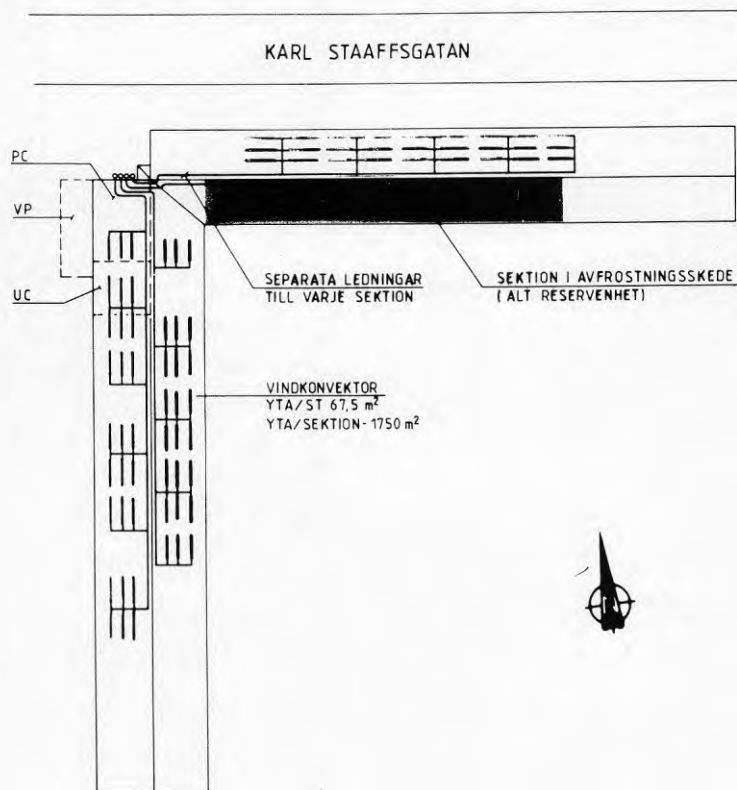 KARL STAAFFSGATAN
PC
VP
UC
SEPARATA LEDNINGAR
TILL VARJE SEKTION
SEKTION I AVFROSTNINGSSKEDE
( ALT RESERVENHET)
VINDKONVEKTOR
YTA/ST 67,5 m²
YTA/SEKTION-1750 m²